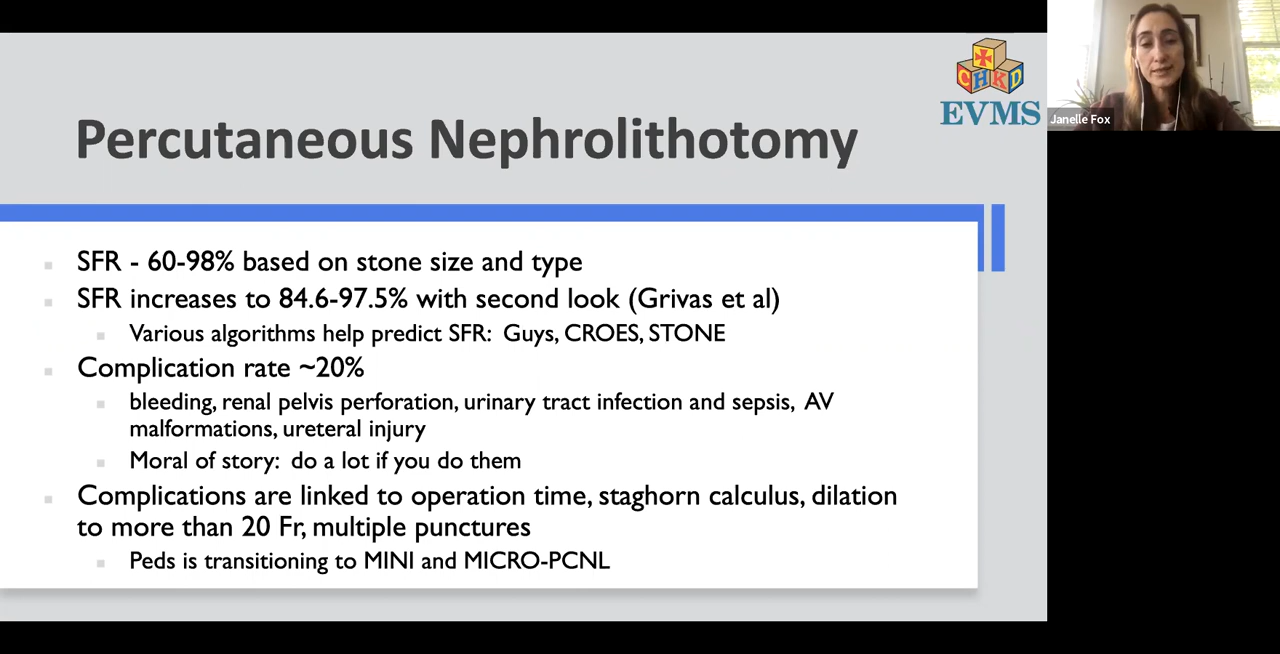 CHKD
EVMS
Janelle Fox
Percutaneous Nephrolithotomy
SFR - 60-98% based on stone size and type
SFR increases to 84.6-97.5% with second look (Grivas et al)
Various algorithms help predict SFR: Guys, CROES, STONE
Complication rate ~20%
bleeding, renal pelvis perforation, urinary tract infection and sepsis, AV
malformations, ureteral injury
Moral of story: do a lot if you do them
Complications are linked to operation time, staghorn calculus, dilation
to more than 20 Fr, multiple punctures
Peds is transitioning to MINI and MICRO-PCNL